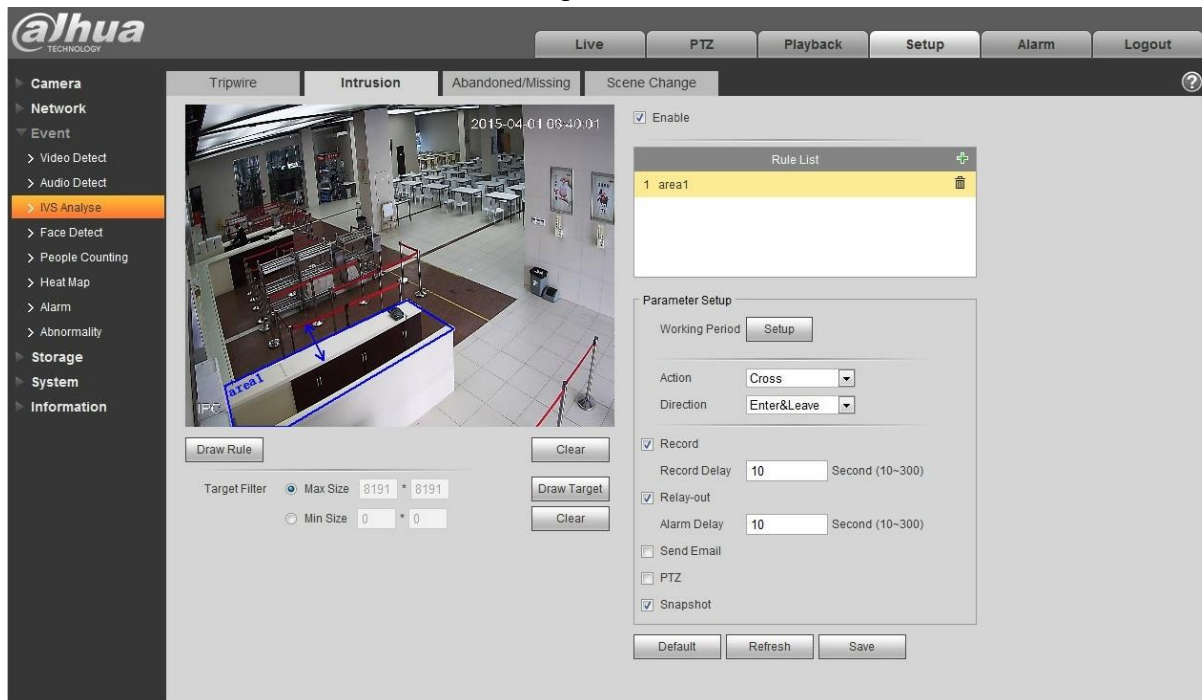 alhua
TECHNOLOGY
Live PTZ Playback Setup Alarm Logout
Camera
Network
Event
Video Detect
Audio Detect
IVS Analyse
Face Detect
People Counting
Heat Map
Alarm
Abnormality
Storage
System
Information
Tripwire Intrusion Abandoned/Missing Scene Change
?
2015-04-01 08:40:01
area1
IPC
Draw Rule Clear
Target Filter Max Size 8191 * 8191 Draw Target
Min Size 0 * 0 Clear
Enable
Rule List
1 area1
Parameter Setup
Working Period Setup
Action Cross
Direction Enter&Leave
Record
Record Delay 10 Second (10~300)
Relay-out
Alarm Delay 10 Second (10~300)
Send Email
PTZ
Snapshot
Default Refresh Save